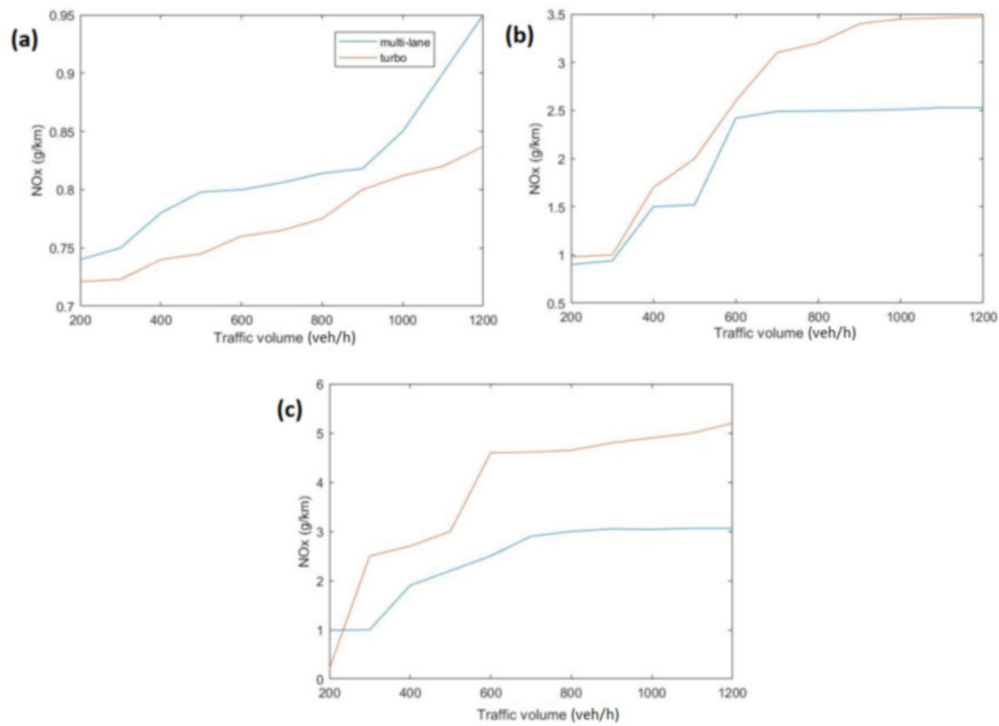 (a)
0.95
0.9
0.85
0.8
0.75
0.7
NOx (g/km)
multi-lane
turbo
200 400 600 800 1000 1200
Traffic volume (veh/h)
(b)
3.5
3
2.5
2
1.5
1
0.5
NOx (g/km)
200 400 600 800 1000 1200
Traffic volume (veh/h)
(c)
6
5
4
3
2
1
0
NOx (g/km)
200 400 600 800 1000 1200
Traffic volume (veh/h)